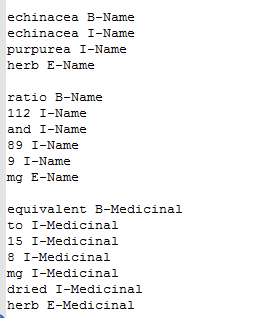 echinacea B-Name
echinacea I-Name
purpurea I-Name
herb E-Name
ratio B-Name
112 I-Name
and I-Name
89 I-Name
9 I-Name
mg E-Name
equivalent B-Medicinal
to I-Medicinal
15 I-Medicinal
8 I-Medicinal
mg I-Medicinal
dried I-Medicinal
herb E-Medicinal